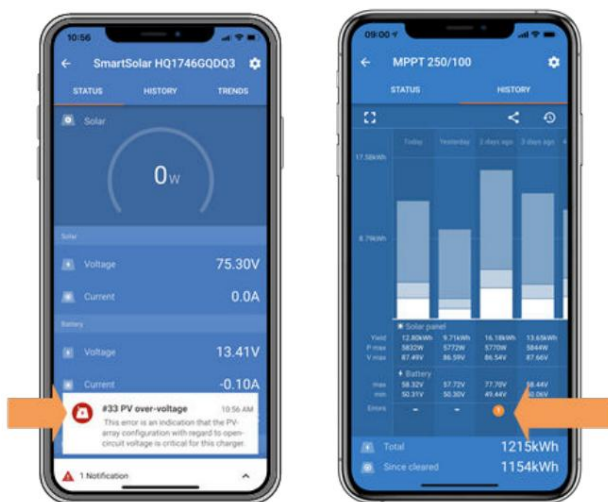 10:56
SmartSolar HQ1746GQDQ3
STATUS HISTORY TRENDS
Solar
0W
Solar
Voltage 75.30V
Current 0.0A
Battery
Voltage 13.41V
Current -0.10A
#33 PV over-voltage 10:56 AM
This error is an indication that the PV-
array configuration with regard to open-
circuit voltage is critical for this charger.
1 Notification
09:00
MPPT 250/100
STATUS HISTORY
Today Yesterday 2 days ago 3 days ago
17.58kWh
8.79kWh
Solar panel
Yield 12.80kWh 9.71kWh 16.18kWh 13.65kWh
P max 5832W 5772W 5770W 5844W
V max 87.49V 86.59V 86.54V 87.66V
Battery
max 58.32V 57.72V 77.70V 58.44V
min 50.31V 50.30V 49.44V
Errors - - 1
Total 1215kWh
Since cleared 1154kWh